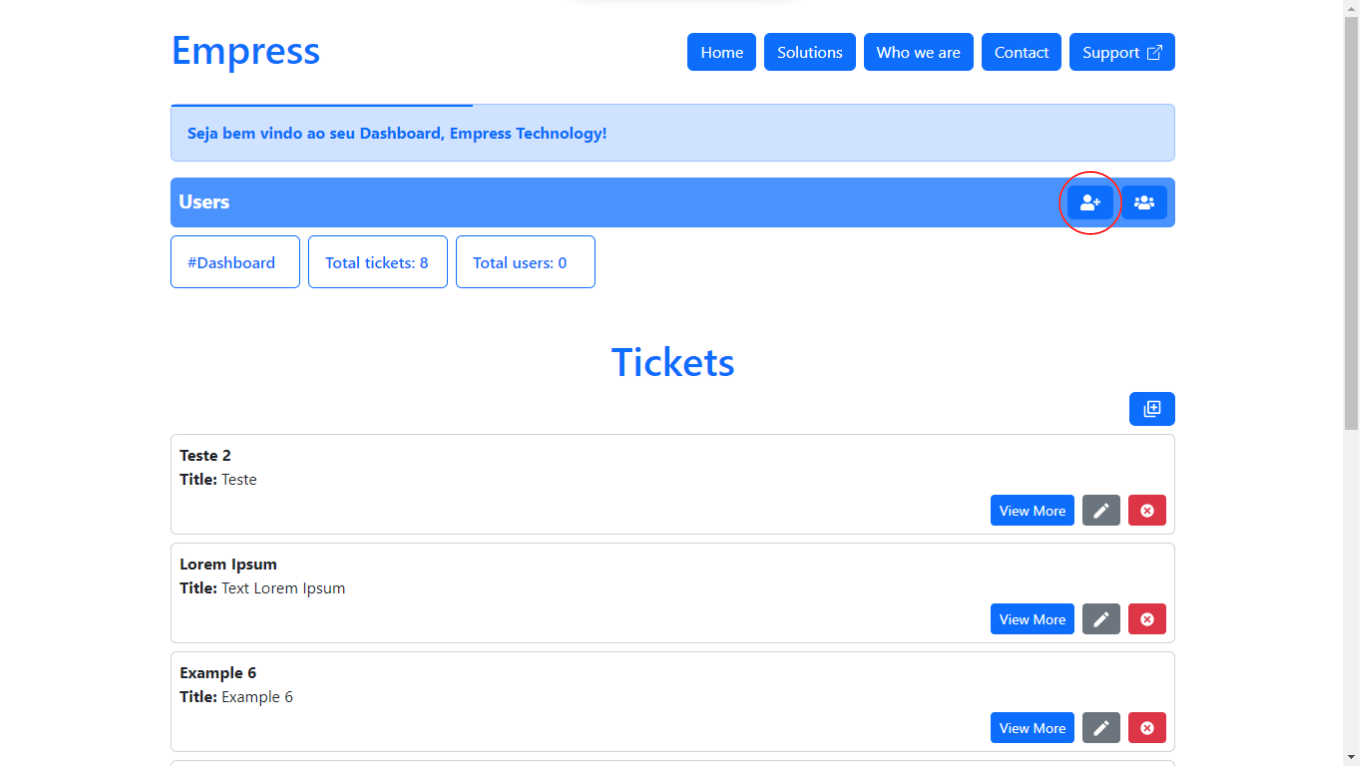 Empress
Home Solutions Who we are Contact Support
Seja bem vindo ao seu Dashboard, Empress Technology!
Users
#Dashboard Total tickets: 8 Total users: 0
Tickets
Teste 2
Title: Teste
View More
Lorem Ipsum
Title: Text Lorem Ipsum
View More
Example 6
Title: Example 6
View More